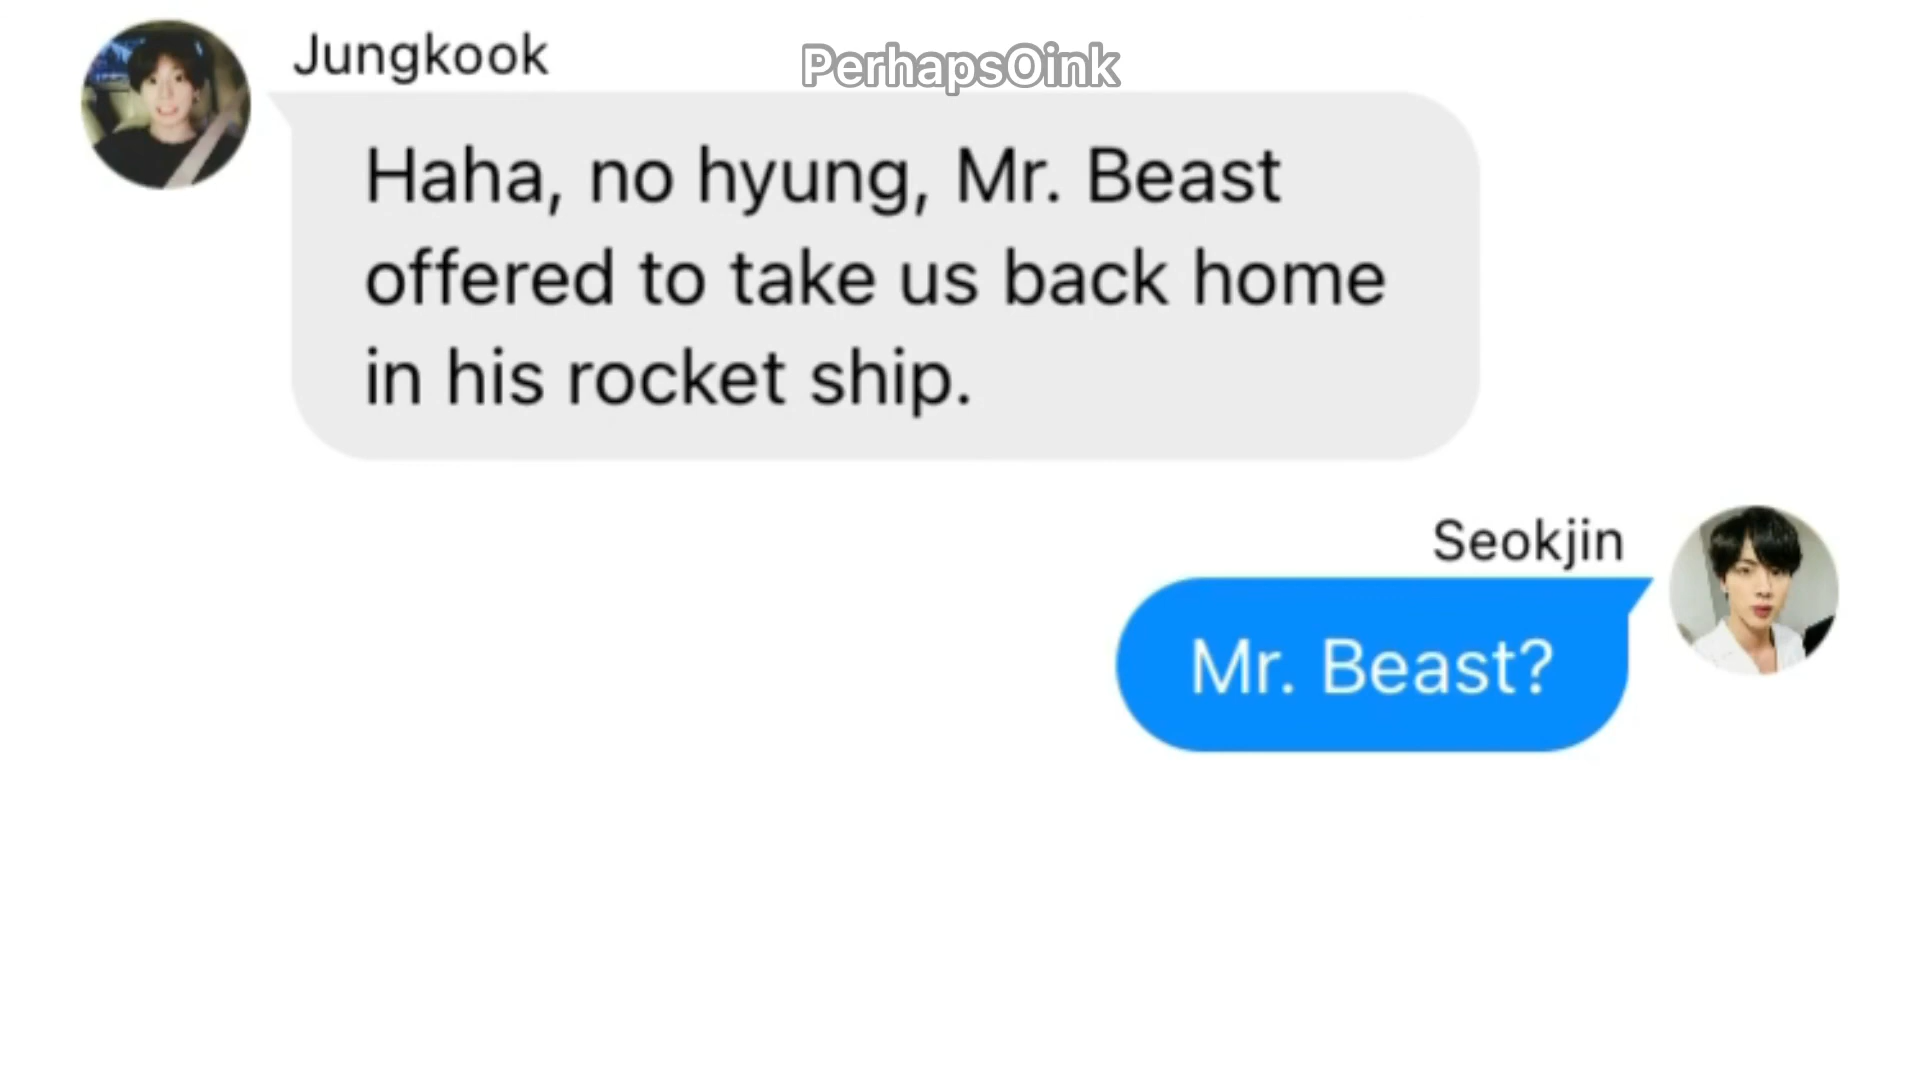 Jungkook
PerhapsOink
Haha, no hyung, Mr. Beast
offered to take us back home
in his rocket ship.
Seokjin
Mr. Beast?